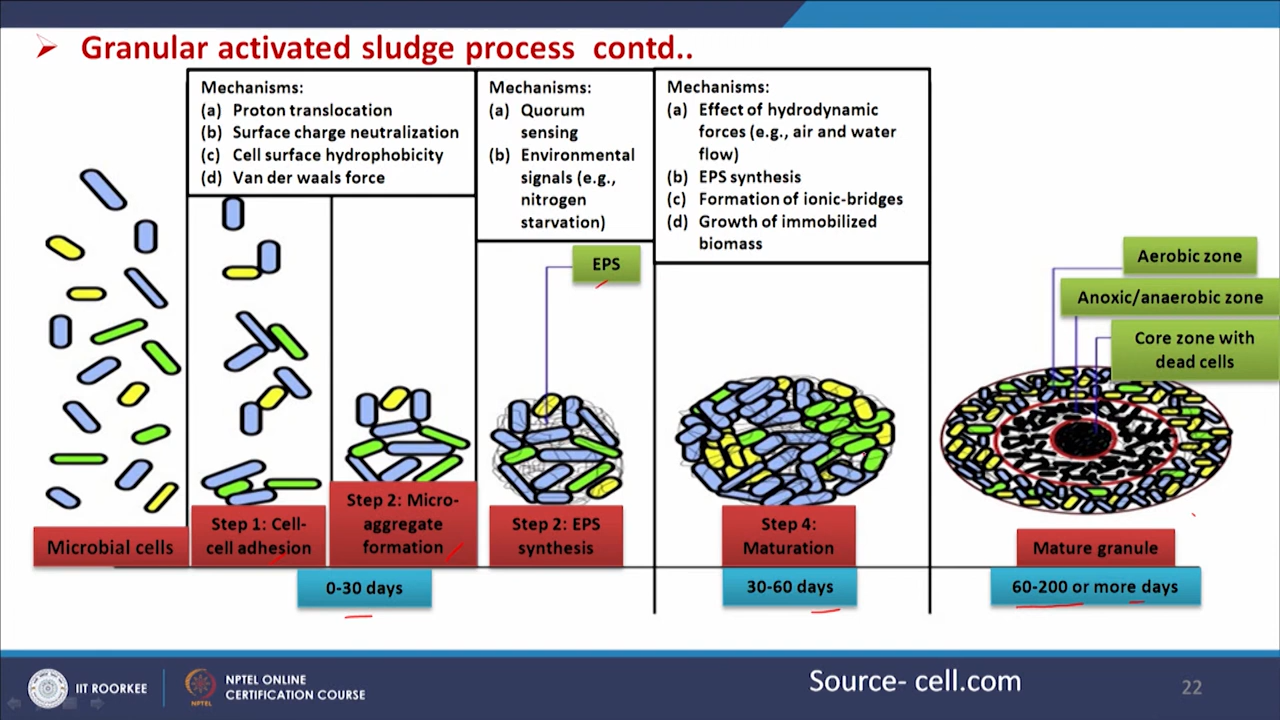 Granular activated sludge process contd..
Mechanisms:
(a) Proton translocation
(b) Surface charge neutralization
(c) Cell surface hydrophobicity
(d) Van der waals force
Mechanisms:
(a) Quorum
sensing
(b) Environmental
signals (e.g.,
nitrogen
starvation)
Mechanisms:
(a) Effect of hydrodynamic
forces (e.g., air and water
flow)
(b) EPS synthesis
(c) Formation of ionic-bridges
(d) Growth of immobilized
biomass
EPS
Aerobic zone
Anoxic/anaerobic zone
Core zone with
dead cells
Microbial cells
Step 1: Cell-
cell adhesion
Step 2: Micro-
aggregate
formation
Step 2: EPS
synthesis
Step 4:
Maturation
Mature granule
0-30 days
30-60 days
60-200 or more days
IIT ROORKEE
NPTEL ONLINE
CERTIFICATION COURSE
NPTEL
Source- cell.com
22